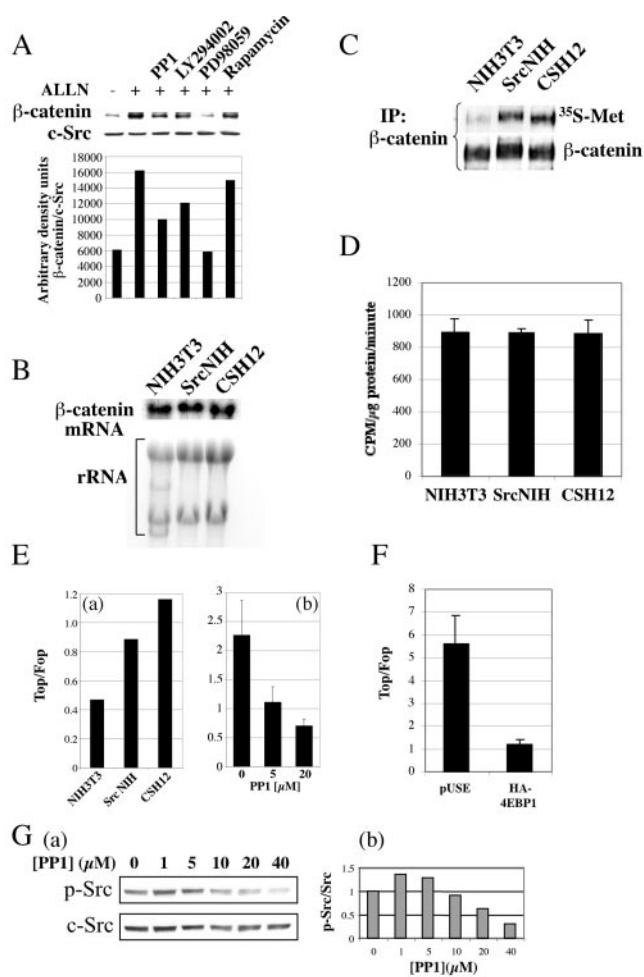 A
PP1
LY294002
PD98059
Rapamycin
ALLN - + + + + +
β-catenin
c-Src
Arbitrary density units
β-catenin/c-Src
18000
16000
14000
12000
10000
8000
6000
4000
2000
0
B
NIH3T3
SrcNIH
CSH12
β-catenin
mRNA
rRNA
C
NIH3T3
SrcNIH
CSH12
IP:
β-catenin
³⁵S-Met
β-catenin
D
CPM/μg protein/minute
1200
1000
800
600
400
200
0
NIH3T3 SrcNIH CSH12
E
(a)
Top/Fop
1.2
1.0
0.8
0.6
0.4
0.2
0
NIH3T3
Src NIH
CSH12
(b)
3
2.5
2
1.5
1
0.5
0
0 5 20
PP1 [μM]
F
Top/Fop
8
7
6
5
4
3
2
1
0
pUSE HA-
4EBP1
G (a)
[PP1] (μM) 0 1 5 10 20 40
p-Src
c-Src
(b)
p-Src/Src
1.5
1
0.5
0
0 1 5 10 20 40
[PP1](μM)